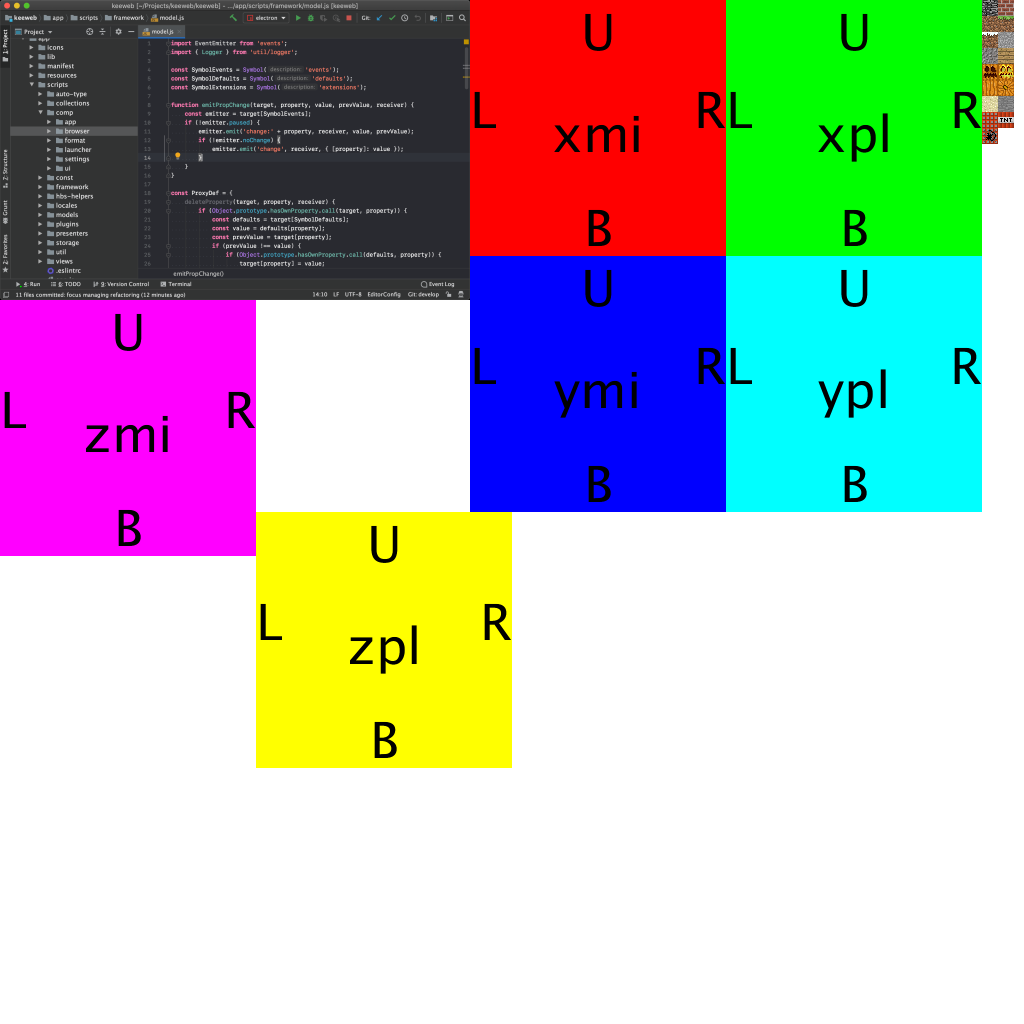 keeweb [~/Projects/keeweb/keeweb] - .../app/scripts/framework/model.js [keeweb]
keeweb app scripts framework model.js electron Git:
Project model.js
1: Project
icons
lib
manifest
resources
scripts
auto-type
collections
comp
app
browser
format
launcher
settings
ui
const
framework
hbs-helpers
locales
models
plugins
presenters
storage
util
views
.eslintrc
Z: Structure
Grunt
2: Favorites
1 import EventEmitter from 'events';
2 import { Logger } from 'util/logger';
3
4 const SymbolEvents = Symbol( description: 'events');
5 const SymbolDefaults = Symbol( description: 'defaults');
6 const SymbolExtensions = Symbol( description: 'extensions');
7
8 function emitPropChange(target, property, value, prevValue, receiver) {
9 const emitter = target[SymbolEvents];
10 if (!emitter.paused) {
11 emitter.emit('change:' + property, receiver, value, prevValue);
12 if (!emitter.noChange) {
13 emitter.emit('change', receiver, { [property]: value });
14 }
15 }
16 }
17
18 const ProxyDef = {
19 deleteProperty(target, property, receiver) {
20 if (Object.prototype.hasOwnProperty.call(target, property)) {
21 const defaults = target[SymbolDefaults];
22 const value = defaults[property];
23 const prevValue = target[property];
24 if (prevValue !== value) {
25 if (Object.prototype.hasOwnProperty.call(defaults, property)) {
26 target[property] = value;
emitPropChange()
4: Run 6: TODO 9: Version Control Terminal Event Log
11 files committed: focus managing refactoring (12 minutes ago) 14:10 LF UTF-8 EditorConfig Git: develop
U
L xmi R
B
U
L xpl R
B
TNT
U
L ymi R
B
U
L ypl R
B
U
L zmi R
B
U
L zpl R
B